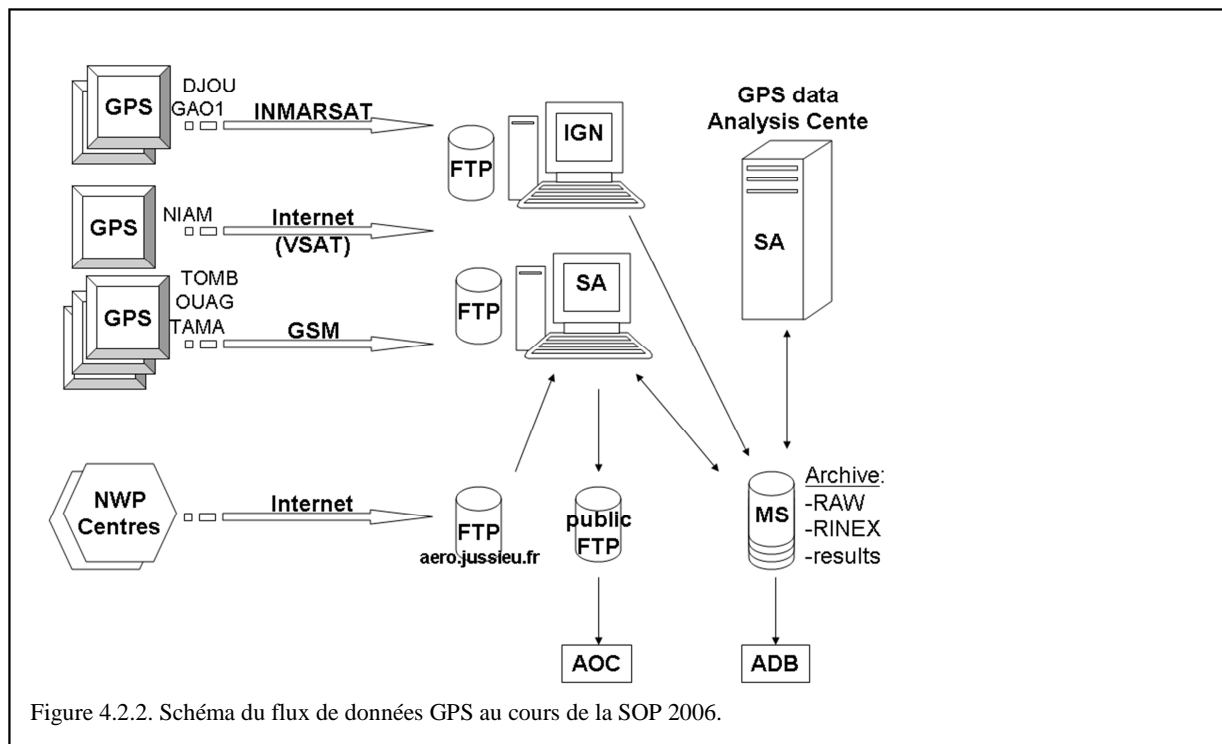 DJOU
GPS
GAO1
INMARSAT
FTP
IGN
GPS data
Analysis Cente
SA
GPS
NIAM
Internet
(VSAT)
TOMB
OUAG
GPS
TAMA
GSM
FTP
SA
NWP
Centres
Internet
FTP
aero.jussieu.fr
public
FTP
MS
Archive:
-RAW
-RINEX
-results
AOC
ADB
Figure 4.2.2. Schéma du flux de données GPS au cours de la SOP 2006.